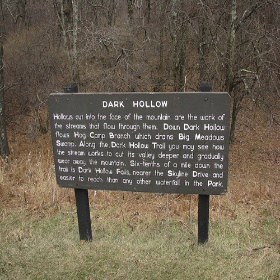 DARK HOLLOW
Hollows cut into the face of the mountain are the work of
the streams that flow through them. Down Dark Hollow
flows Hog Camp Branch which drains Big Meadows
Swamp. Along the Dark Hollow Trail you may see how
the stream works to cut its valley deeper and gradually
wear away the mountain. Six-tenths of a mile down the
trail is Dark Hollow Falls, nearer the Skyline Drive and
easier to reach than any other waterfall in the Park.